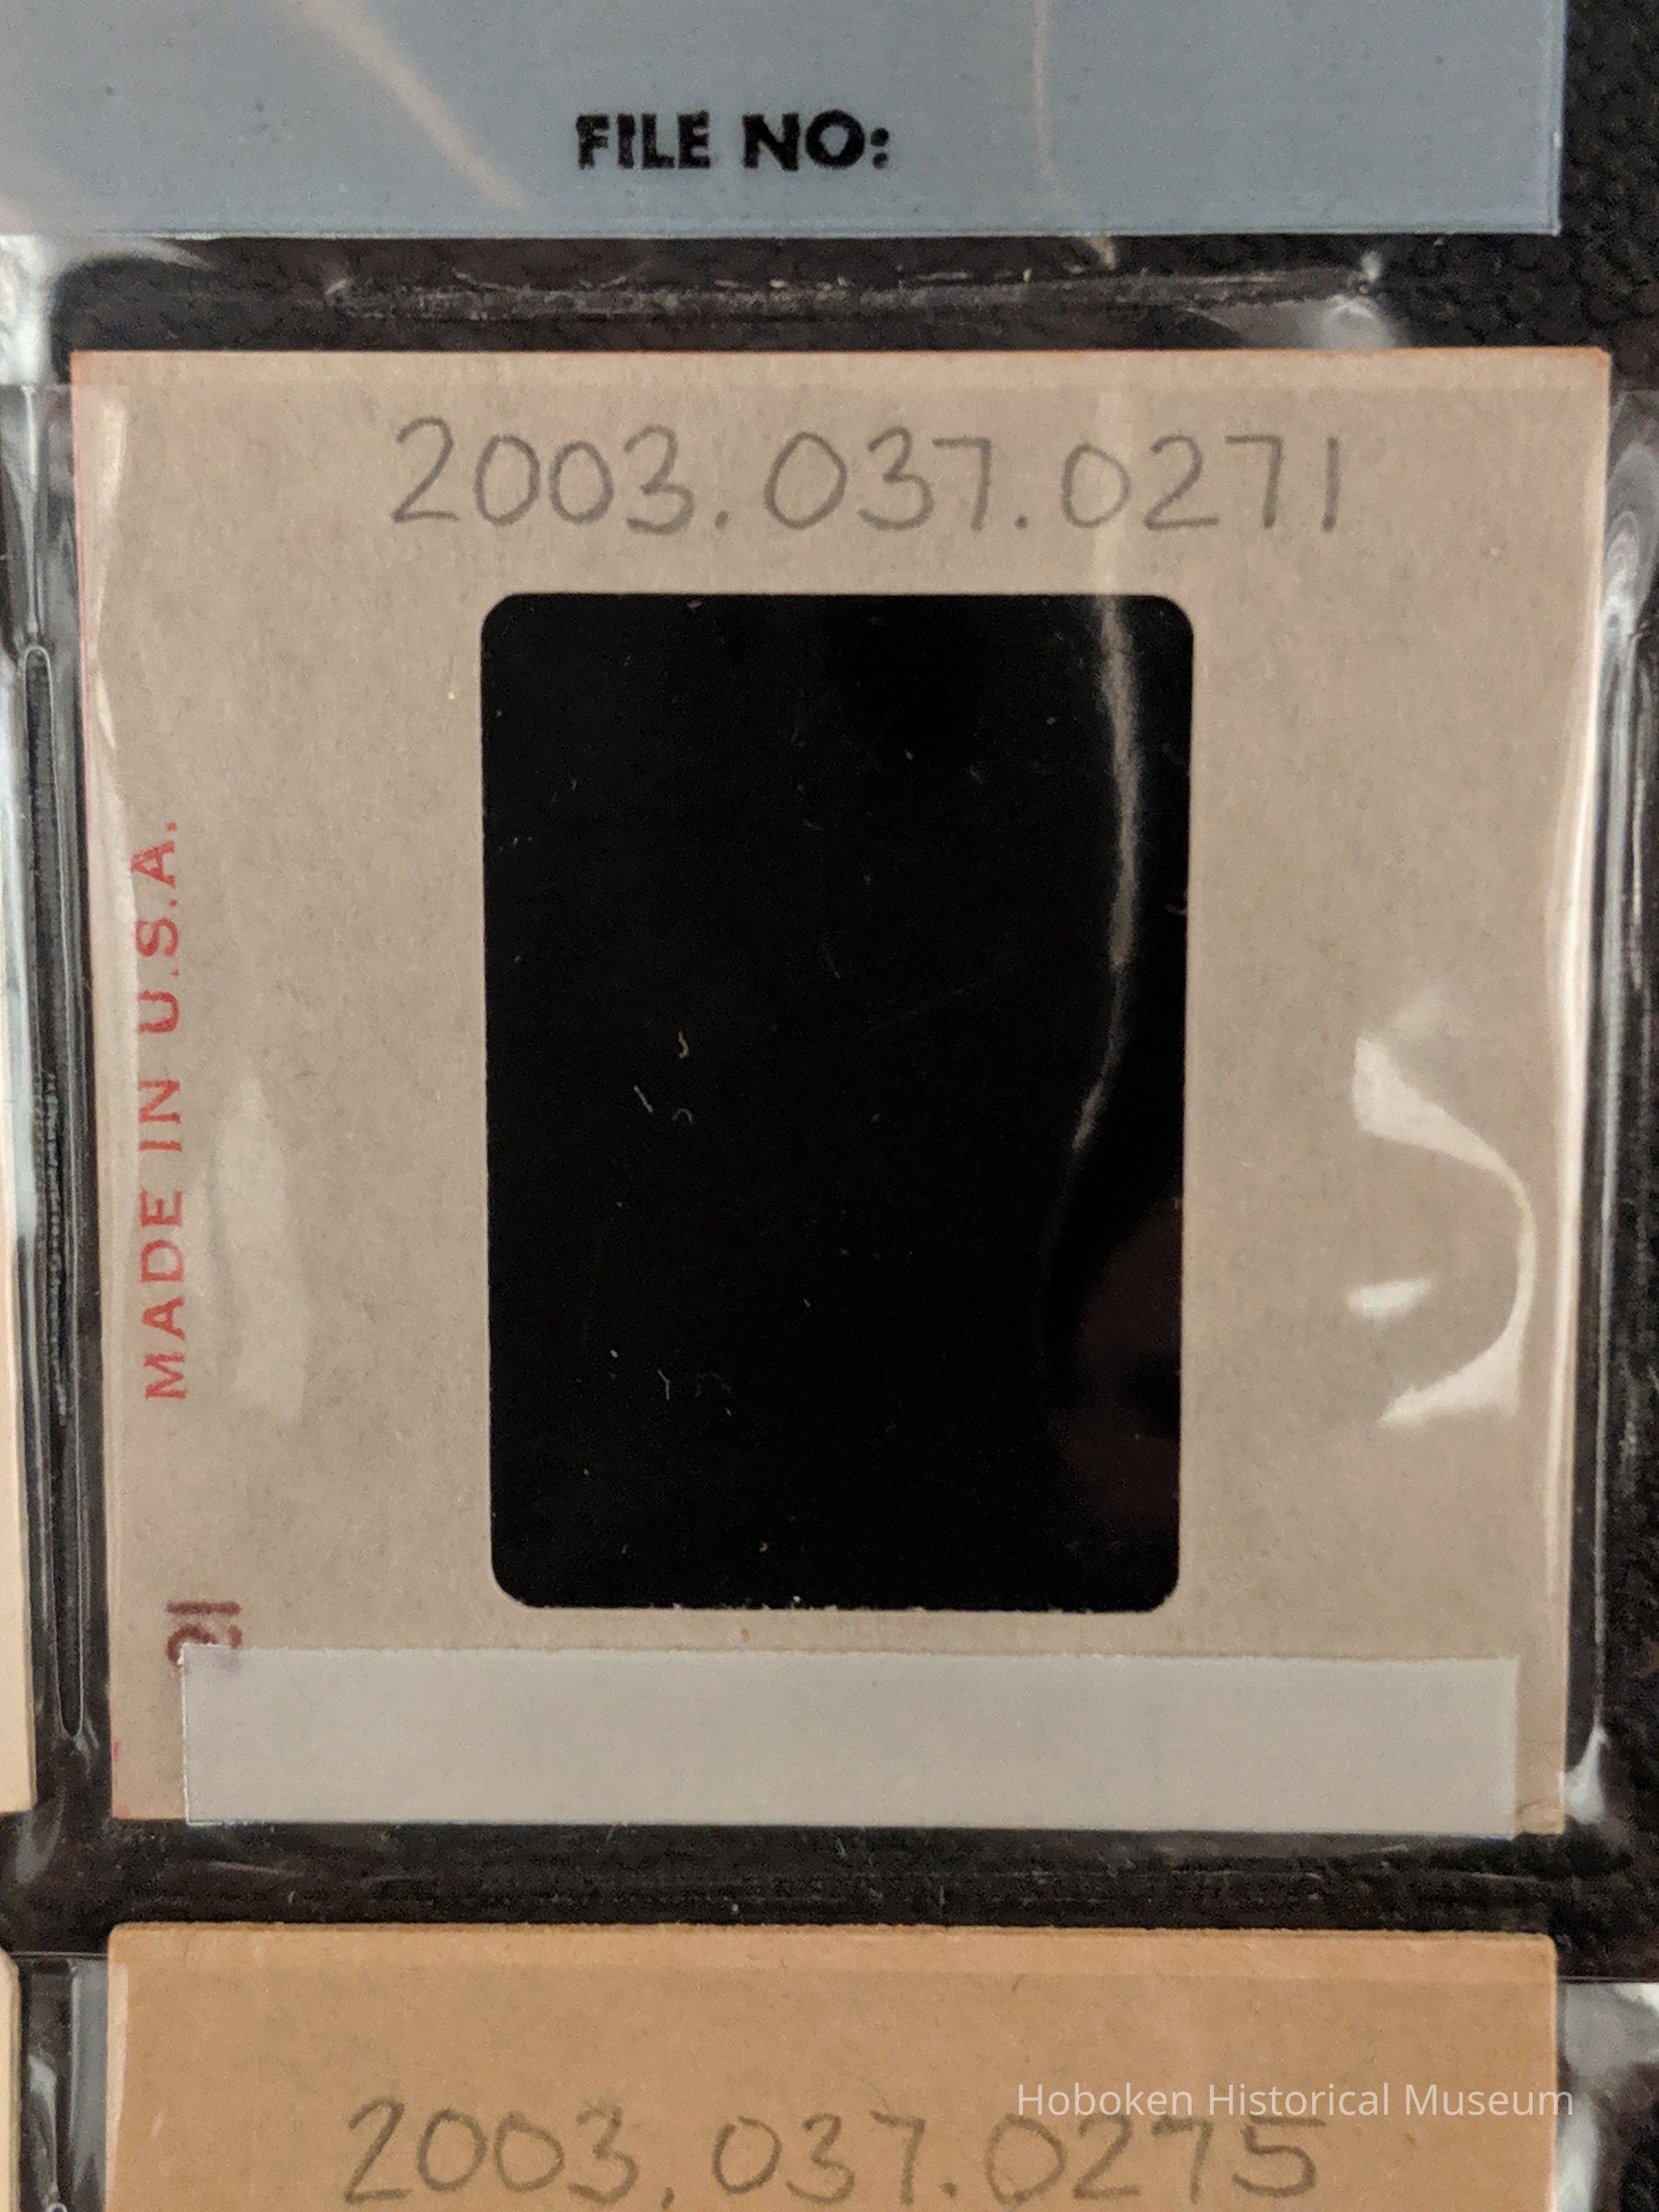 FILE NO:
2003.037.0271
MADE IN U.S.A.
Hoboken Historical Museum
2003.037.0275